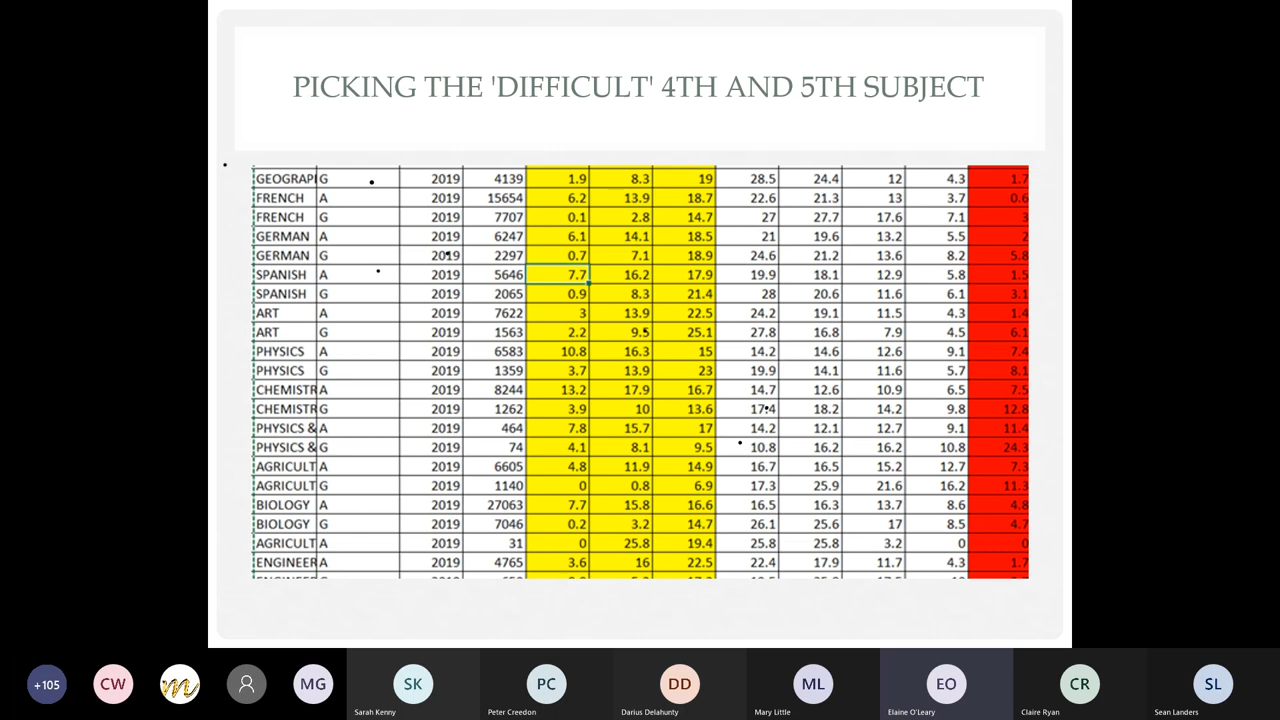 PICKING THE 'DIFFICULT' 4TH AND 5TH SUBJECT
GEOGRAPI G 2019 4139 1.9 8.3 19 28.5 24.4 12 4.3 1.7
FRENCH A 2019 15654 6.2 13.9 18.7 22.6 21.3 13 3.7 0.6
FRENCH G 2019 7707 0.1 2.8 14.7 27 27.7 17.6 7.1 3
GERMAN A 2019 6247 6.1 14.1 18.5 21 19.6 13.2 5.5 2
GERMAN G 2019 2297 0.7 7.1 18.9 24.6 21.2 13.6 8.2 5.8
SPANISH A 2019 5646 7.7 16.2 17.9 19.9 18.1 12.9 5.8 1.5
SPANISH G 2019 2065 0.9 8.3 21.4 28 20.6 11.6 6.1 3.1
ART A 2019 7622 3 13.9 22.5 24.2 19.1 11.5 4.3 1.4
ART G 2019 1563 2.2 9.5 25.1 27.8 16.8 7.9 4.5 6.1
PHYSICS A 2019 6583 10.8 16.3 15 14.2 14.6 12.6 9.1 7.4
PHYSICS G 2019 1359 3.7 13.9 23 19.9 14.1 11.6 5.7 8.1
CHEMISTR A 2019 8244 13.2 17.9 16.7 14.7 12.6 10.9 6.5 7.5
CHEMISTR G 2019 1262 3.9 10 13.6 17.4 18.2 14.2 9.8 12.8
PHYSICS & A 2019 464 7.8 15.7 17 14.2 12.1 12.7 9.1 11.4
PHYSICS & G 2019 74 4.1 8.1 9.5 10.8 16.2 16.2 10.8 24.3
AGRICULT A 2019 6605 4.8 11.9 14.9 16.7 16.5 15.2 12.7 7.3
AGRICULT G 2019 1140 0 0.8 6.9 17.3 25.9 21.6 16.2 11.3
BIOLOGY A 2019 27063 7.7 15.8 16.6 16.5 16.3 13.7 8.6 4.8
BIOLOGY G 2019 7046 0.2 3.2 14.7 26.1 25.6 17 8.5 4.7
AGRICULT A 2019 31 0 25.8 19.4 25.8 25.8 3.2 0 0
ENGINEER A 2019 4765 3.6 16 22.5 22.4 17.9 11.7 4.3 1.7
+105 CW m MG SK PC DD ML EO CR SL
Sarah Kenny Peter Creedon Darius Delahunty Mary Little Elaine O'Leary Claire Ryan Sean Landers